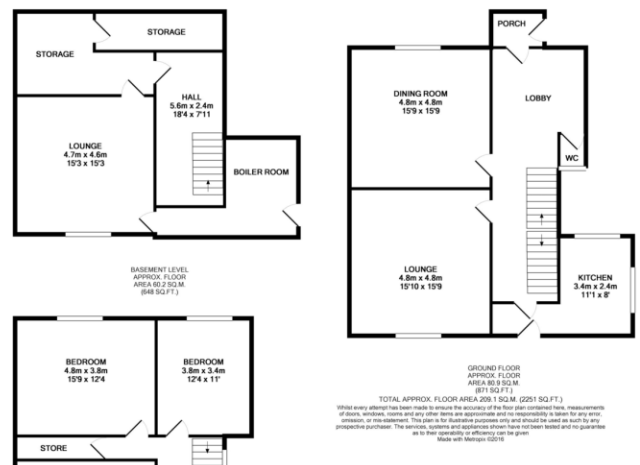 STORAGE
STORAGE
HALL
5.6m x 2.4m
18'4 x 7'11
LOUNGE
4.7m x 4.6m
15'3 x 15'3
BOILER ROOM
BASEMENT LEVEL
APPROX. FLOOR
AREA 60.2 SQ.M.
(648 SQ.FT.)
BEDROOM
4.8m x 3.8m
15'9 x 12'4
BEDROOM
3.8m x 3.4m
12'4 x 11'
STORE
PORCH
DINING ROOM
4.8m x 4.8m
15'9 x 15'9
LOBBY
WC
LOUNGE
4.8m x 4.8m
15'10 x 15'9
KITCHEN
3.4m x 2.4m
11'1 x 8'
GROUND FLOOR
APPROX. FLOOR
AREA 80.9 SQ.M.
(871 SQ.FT.)
TOTAL APPROX. FLOOR AREA 209.1 SQ.M. (2251 SQ.FT.)
Whilst every attempt has been made to ensure the accuracy of the floor plan contained here, measurements
of doors, windows, rooms and any other items are approximate and no responsibility is taken for any error,
omission, or mis-statement. This plan is for illustrative purposes only and should be used as such by any
prospective purchaser. The services, systems and appliances shown have not been tested and no guarantee
as to their operability or efficiency can be given
Made with Metropix ©2016